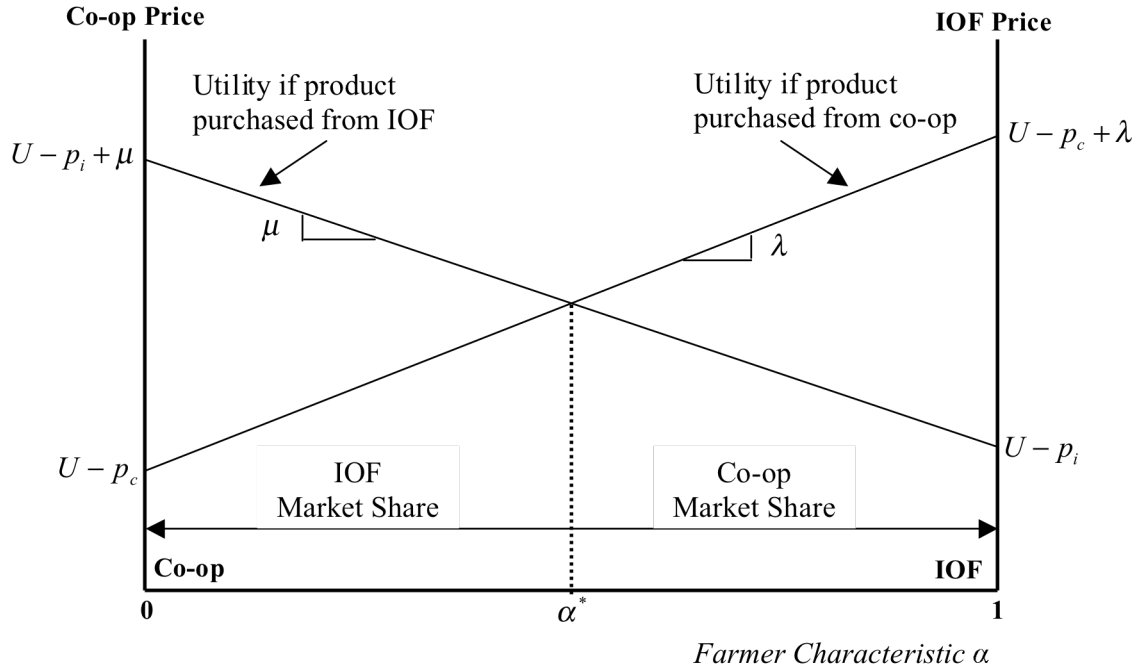 Co-op Price
IOF Price
Utility if product
purchased from IOF
Utility if product
purchased from co-op
U − p_i + μ
U − p_c + λ
μ
λ
U − p_c
U − p_i
IOF
Market Share
Co-op
Market Share
Co-op
IOF
0
α*
1
Farmer Characteristic α